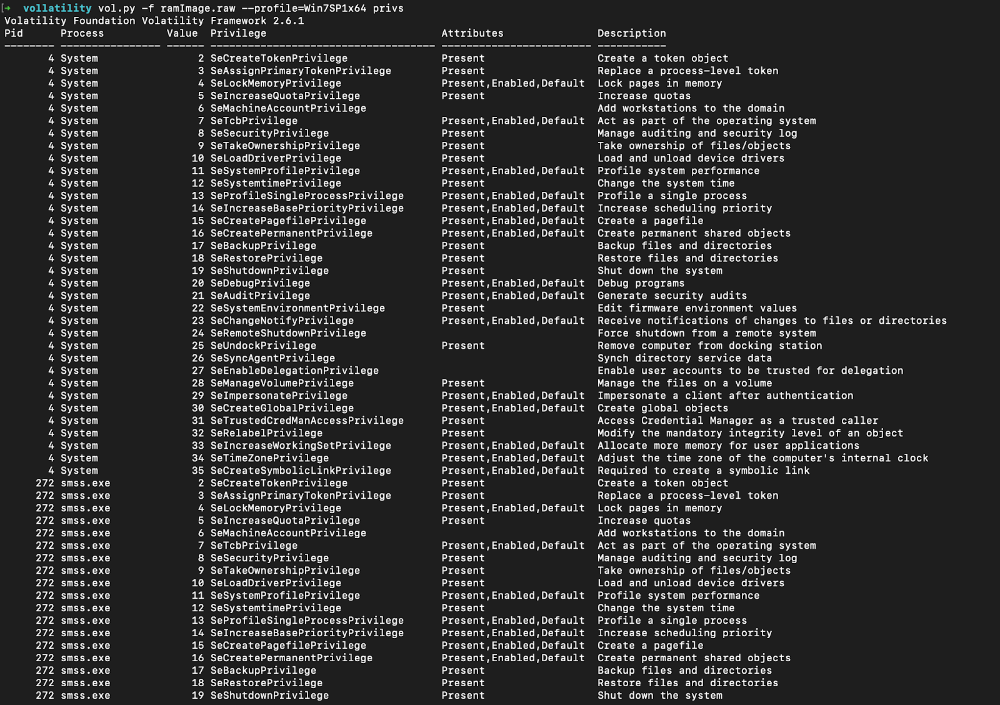 [➜  vollatility vol.py -f ramImage.raw --profile=Win7SP1x64 privs
Volatility Foundation Volatility Framework 2.6.1
Pid      Process          Value  Privilege                            Attributes               Description
-------- ---------------- ------ ------------------------------------ ------------------------ -----------
       4 System                2 SeCreateTokenPrivilege               Present                  Create a token object
       4 System                3 SeAssignPrimaryTokenPrivilege        Present                  Replace a process-level token
       4 System                4 SeLockMemoryPrivilege                Present,Enabled,Default  Lock pages in memory
       4 System                5 SeIncreaseQuotaPrivilege             Present                  Increase quotas
       4 System                6 SeMachineAccountPrivilege                                     Add workstations to the domain
       4 System                7 SeTcbPrivilege                       Present,Enabled,Default  Act as part of the operating system
       4 System                8 SeSecurityPrivilege                  Present                  Manage auditing and security log
       4 System                9 SeTakeOwnershipPrivilege             Present                  Take ownership of files/objects
       4 System               10 SeLoadDriverPrivilege                Present                  Load and unload device drivers
       4 System               11 SeSystemProfilePrivilege             Present,Enabled,Default  Profile system performance
       4 System               12 SeSystemtimePrivilege                Present                  Change the system time
       4 System               13 SeProfileSingleProcessPrivilege      Present,Enabled,Default  Profile a single process
       4 System               14 SeIncreaseBasePriorityPrivilege      Present,Enabled,Default  Increase scheduling priority
       4 System               15 SeCreatePagefilePrivilege            Present,Enabled,Default  Create a pagefile
       4 System               16 SeCreatePermanentPrivilege           Present,Enabled,Default  Create permanent shared objects
       4 System               17 SeBackupPrivilege                    Present                  Backup files and directories
       4 System               18 SeRestorePrivilege                   Present                  Restore files and directories
       4 System               19 SeShutdownPrivilege                  Present                  Shut down the system
       4 System               20 SeDebugPrivilege                     Present,Enabled,Default  Debug programs
       4 System               21 SeAuditPrivilege                     Present,Enabled,Default  Generate security audits
       4 System               22 SeSystemEnvironmentPrivilege         Present                  Edit firmware environment values
       4 System               23 SeChangeNotifyPrivilege              Present,Enabled,Default  Receive notifications of changes to files or directories
       4 System               24 SeRemoteShutdownPrivilege                                     Force shutdown from a remote system
       4 System               25 SeUndockPrivilege                    Present                  Remove computer from docking station
       4 System               26 SeSyncAgentPrivilege                                          Synch directory service data
       4 System               27 SeEnableDelegationPrivilege                                   Enable user accounts to be trusted for delegation
       4 System               28 SeManageVolumePrivilege              Present                  Manage the files on a volume
       4 System               29 SeImpersonatePrivilege               Present,Enabled,Default  Impersonate a client after authentication
       4 System               30 SeCreateGlobalPrivilege              Present,Enabled,Default  Create global objects
       4 System               31 SeTrustedCredManAccessPrivilege      Present                  Access Credential Manager as a trusted caller
       4 System               32 SeRelabelPrivilege                   Present                  Modify the mandatory integrity level of an object
       4 System               33 SeIncreaseWorkingSetPrivilege        Present,Enabled,Default  Allocate more memory for user applications
       4 System               34 SeTimeZonePrivilege                  Present,Enabled,Default  Adjust the time zone of the computer's internal clock
       4 System               35 SeCreateSymbolicLinkPrivilege        Present,Enabled,Default  Required to create a symbolic link
     272 smss.exe              2 SeCreateTokenPrivilege               Present                  Create a token object
     272 smss.exe              3 SeAssignPrimaryTokenPrivilege        Present                  Replace a process-level token
     272 smss.exe              4 SeLockMemoryPrivilege                Present,Enabled,Default  Lock pages in memory
     272 smss.exe              5 SeIncreaseQuotaPrivilege             Present                  Increase quotas
     272 smss.exe              6 SeMachineAccountPrivilege                                     Add workstations to the domain
     272 smss.exe              7 SeTcbPrivilege                       Present,Enabled,Default  Act as part of the operating system
     272 smss.exe              8 SeSecurityPrivilege                  Present                  Manage auditing and security log
     272 smss.exe              9 SeTakeOwnershipPrivilege             Present                  Take ownership of files/objects
     272 smss.exe             10 SeLoadDriverPrivilege                Present                  Load and unload device drivers
     272 smss.exe             11 SeSystemProfilePrivilege             Present,Enabled,Default  Profile system performance
     272 smss.exe             12 SeSystemtimePrivilege                Present                  Change the system time
     272 smss.exe             13 SeProfileSingleProcessPrivilege      Present,Enabled,Default  Profile a single process
     272 smss.exe             14 SeIncreaseBasePriorityPrivilege      Present,Enabled,Default  Increase scheduling priority
     272 smss.exe             15 SeCreatePagefilePrivilege            Present,Enabled,Default  Create a pagefile
     272 smss.exe             16 SeCreatePermanentPrivilege           Present,Enabled,Default  Create permanent shared objects
     272 smss.exe             17 SeBackupPrivilege                    Present                  Backup files and directories
     272 smss.exe             18 SeRestorePrivilege                   Present                  Restore files and directories
     272 smss.exe             19 SeShutdownPrivilege                  Present                  Shut down the system